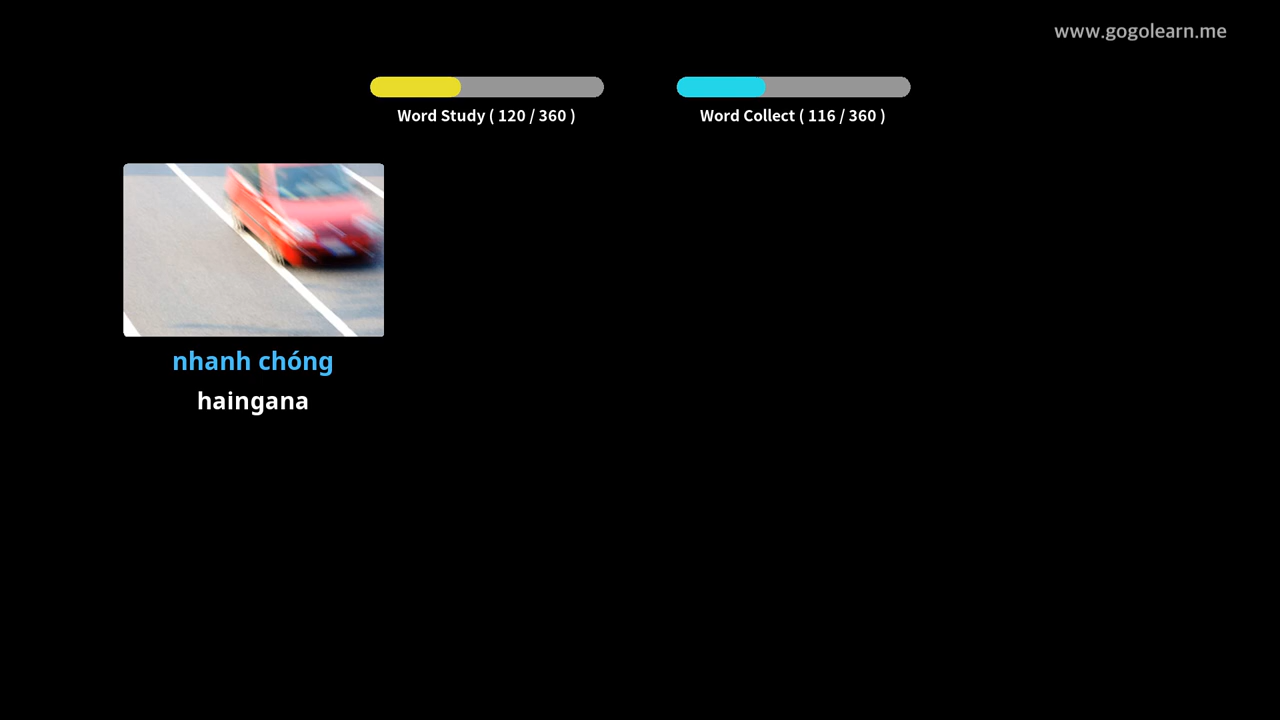 www.gogolearn.me
Word Study ( 120 / 360 )
Word Collect ( 116 / 360 )
nhanh chóng
haingana